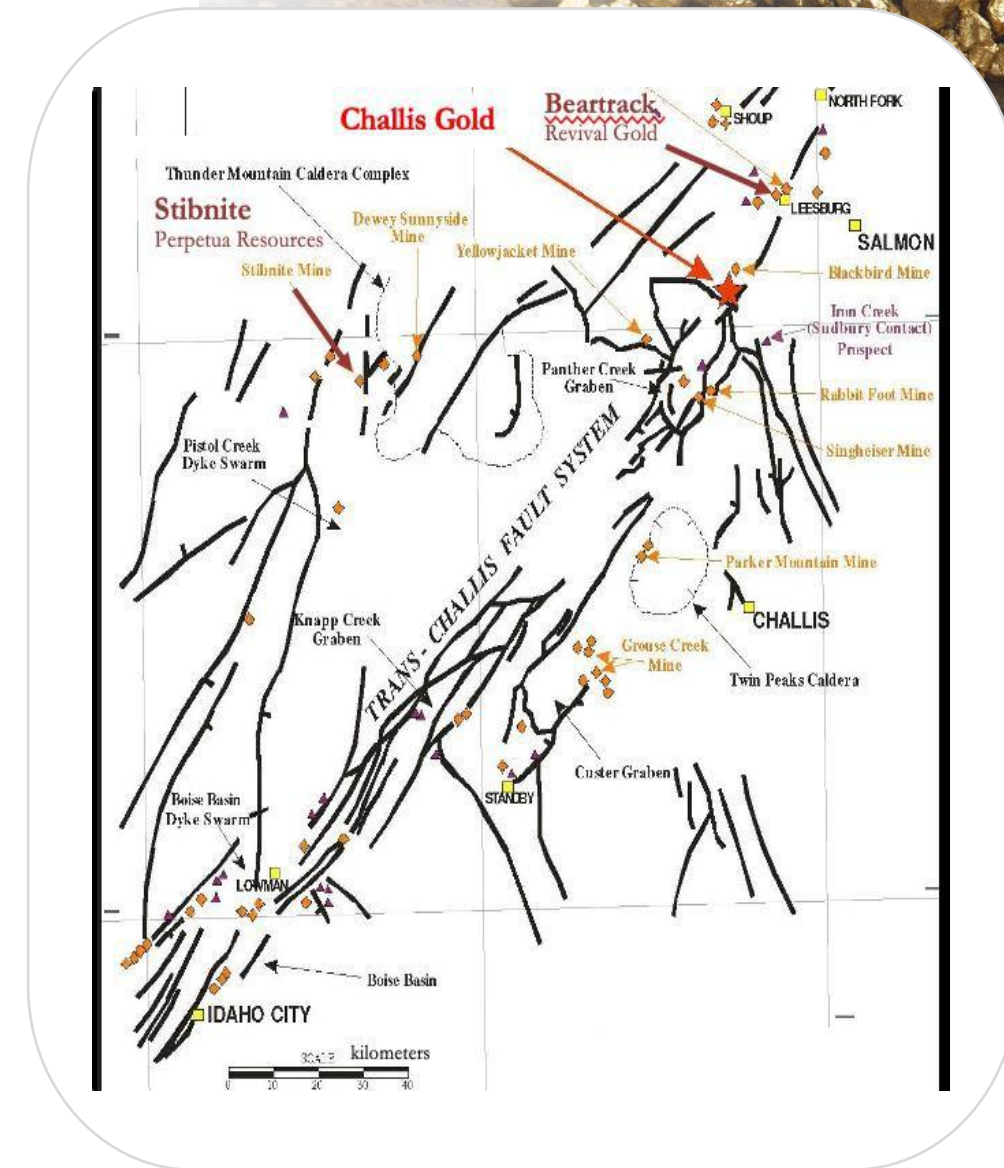 Challis Gold
Beartrack
Revival Gold
SHOUP
NORTH FORK
Thunder Mountain Caldera Complex
Stibnite
Perpetua Resources
Stibnite Mine
Dewey Sunnyside
Mine
Yellowjacket Mine
LEESBURG
SALMON
Blackbird Mine
Iron Creek
(Sudbury Contact)
Prospect
Panther Creek
Graben
Rabbit Foot Mine
Singheiser Mine
Pistol Creek
Dyke Swarm
TRANS - CHALLIS FAULT SYSTEM
Parker Mountain Mine
CHALLIS
Knapp Creek
Graben
Grouse Creek
Mine
Twin Peaks Caldera
Custer Graben
STANDBY
Boise Basin
Dyke Swarm
LOWMAN
Boise Basin
IDAHO CITY
SCALE kilometers
0 10 20 30 40